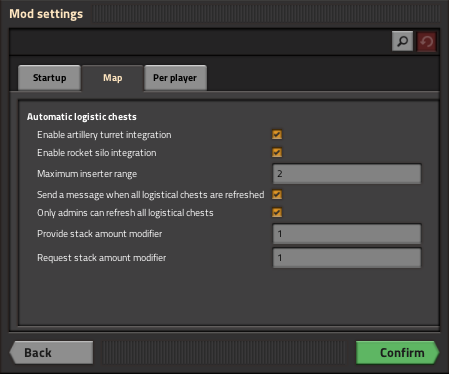 Mod settings
Startup Map Per player
Automatic logistic chests
Enable artillery turret integration
Enable rocket silo integration
Maximum inserter range 2
Send a message when all logistical chests are refreshed
Only admins can refresh all logistical chests
Provide stack amount modifier 1
Request stack amount modifier 1
Back Confirm